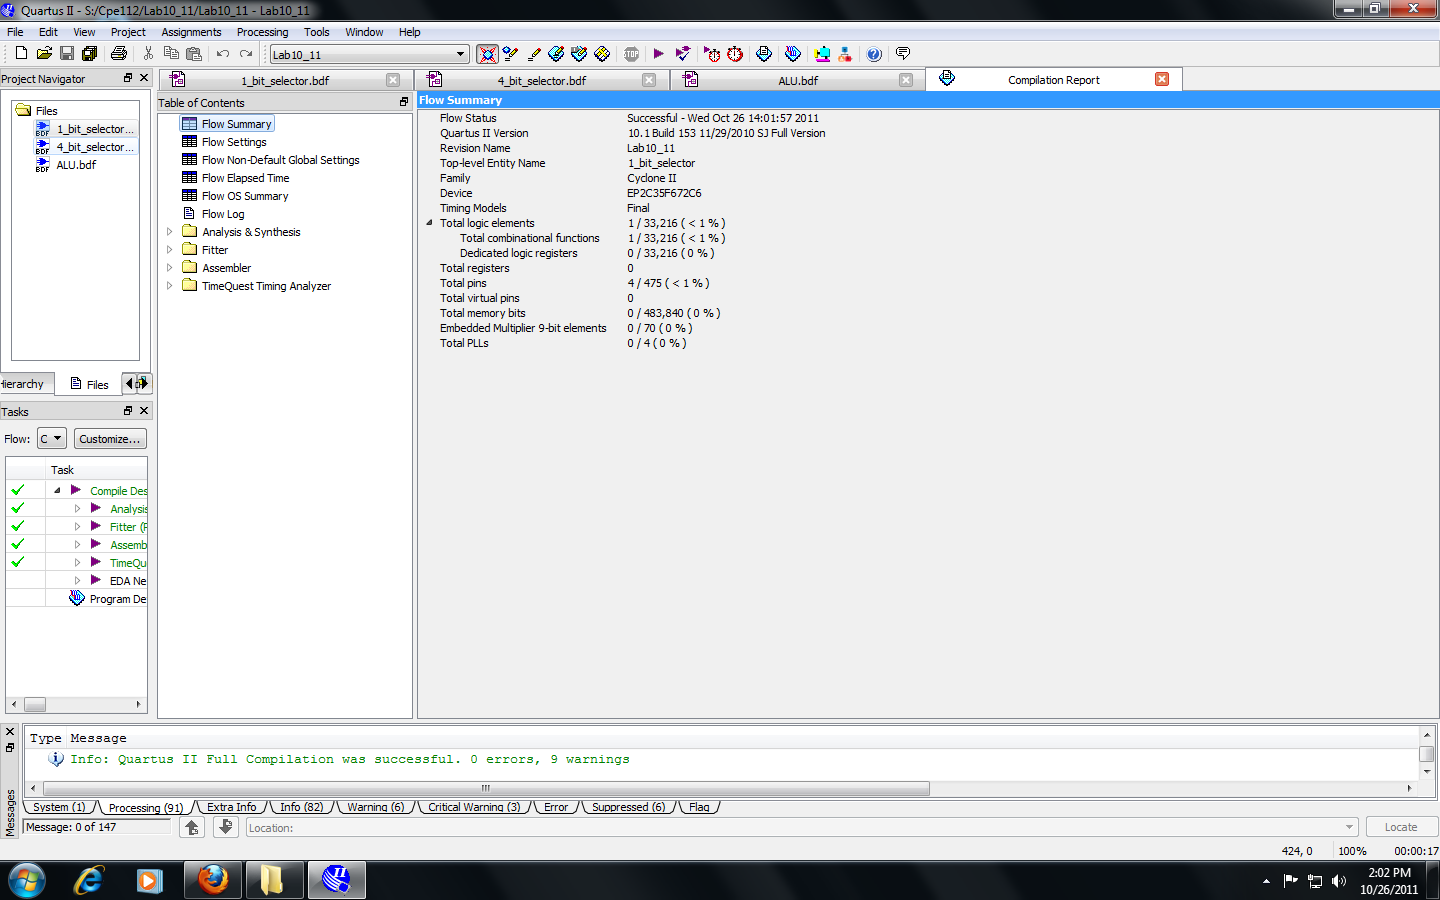 Quartus II - S:/Cpe112/Lab10_11/Lab10_11 - Lab10_11
File Edit View Project Assignments Processing Tools Window Help
Lab10_11
STOP
Project Navigator
Files
1_bit_selector...
4_bit_selector...
ALU.bdf
Hierarchy
Files
Tasks
Flow: C Customize...
Task
Compile Des
Analysis
Fitter (P
Assemb
TimeQu
EDA Ne
Program De
1_bit_selector.bdf
4_bit_selector.bdf
ALU.bdf
Compilation Report
Table of Contents
Flow Summary
Flow Settings
Flow Non-Default Global Settings
Flow Elapsed Time
Flow OS Summary
Flow Log
Analysis & Synthesis
Fitter
Assembler
TimeQuest Timing Analyzer
Flow Summary
Flow Status Successful - Wed Oct 26 14:01:57 2011
Quartus II Version 10.1 Build 153 11/29/2010 SJ Full Version
Revision Name Lab10_11
Top-level Entity Name 1_bit_selector
Family Cyclone II
Device EP2C35F672C6
Timing Models Final
Total logic elements 1 / 33,216 ( < 1 % )
Total combinational functions 1 / 33,216 ( < 1 % )
Dedicated logic registers 0 / 33,216 ( 0 % )
Total registers 0
Total pins 4 / 475 ( < 1 % )
Total virtual pins 0
Total memory bits 0 / 483,840 ( 0 % )
Embedded Multiplier 9-bit elements 0 / 70 ( 0 % )
Total PLLs 0 / 4 ( 0 % )
Messages
Type Message
Info: Quartus II Full Compilation was successful. 0 errors, 9 warnings
System (1) Processing (91) Extra Info Info (82) Warning (6) Critical Warning (3) Error Suppressed (6) Flag
Message: 0 of 147
Location:
Locate
424, 0 100% 00:00:17
2:02 PM
10/26/2011